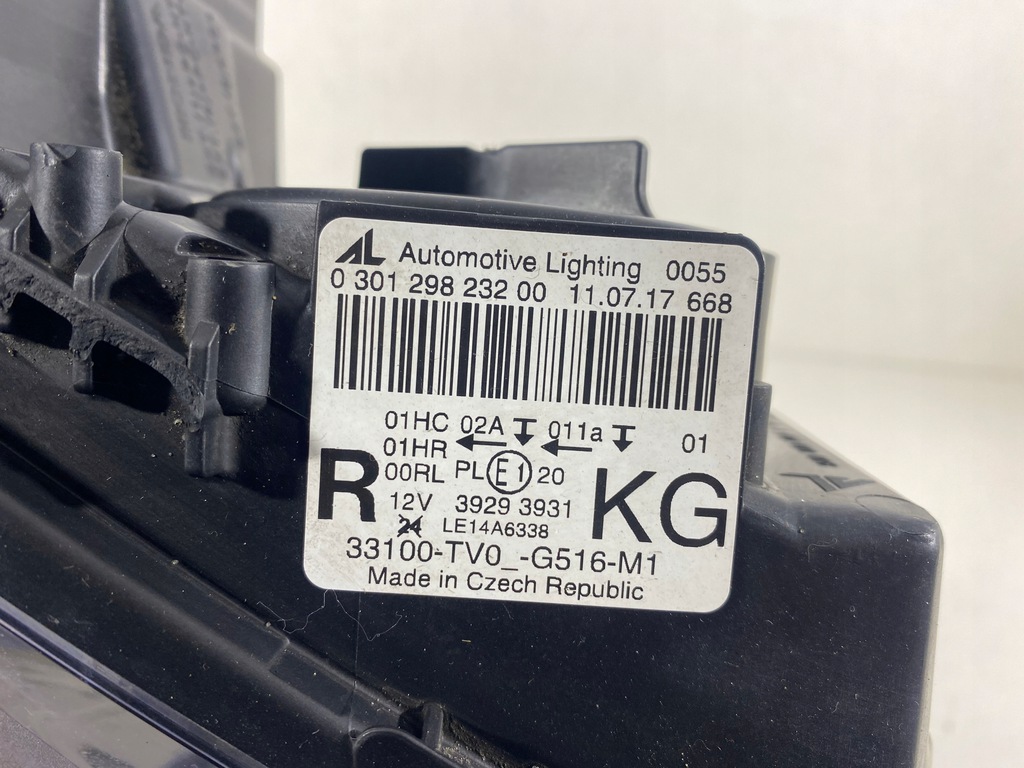 AL Automotive Lighting 0055
0 301 298 232 00 11.07.17 668
01HC 02A 011a 01
01HR
00RL PL E1 20
R
12V 3929 3931
KG
24 LE14A6338
33100-TV0_-G516-M1
Made in Czech Republic